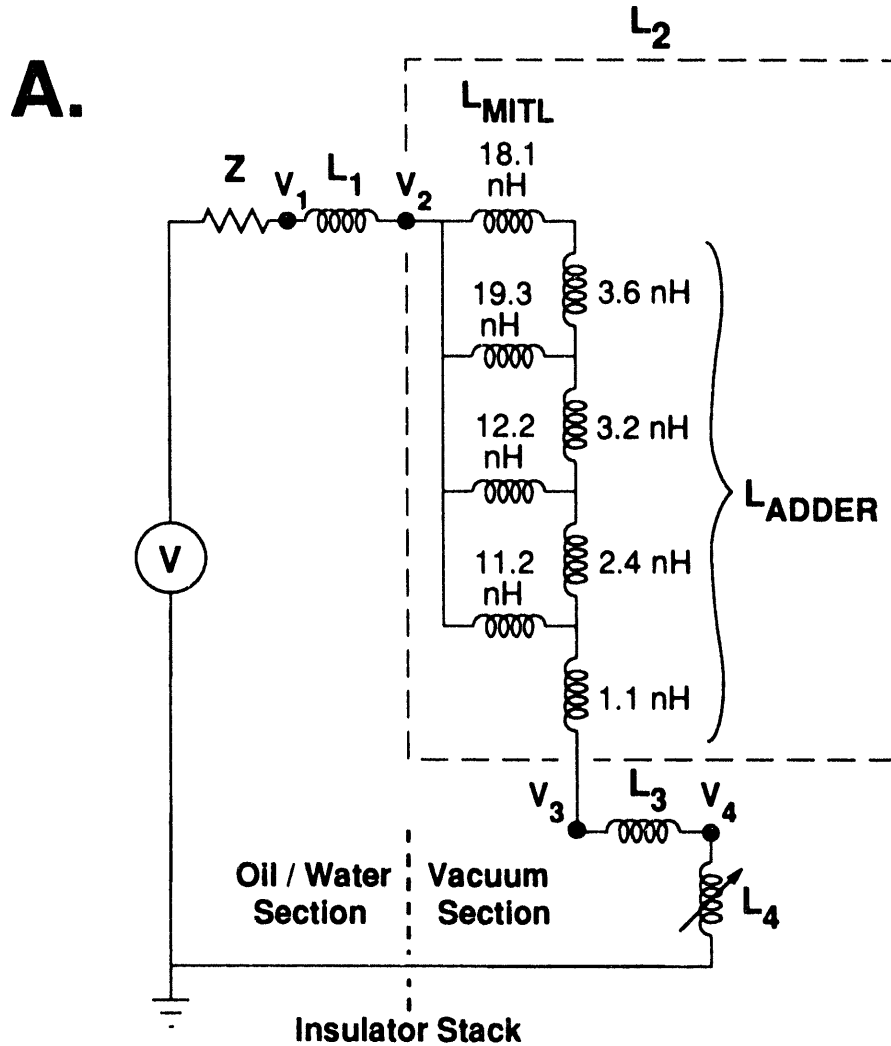 A.
L2
LMITL
18.1
nH
Z
V1
L1
V2
3.6 nH
19.3
nH
3.2 nH
12.2
nH
LADDER
V
11.2
nH
2.4 nH
1.1 nH
V3
L3
V4
L4
Oil / Water
Section
Vacuum
Section
Insulator Stack